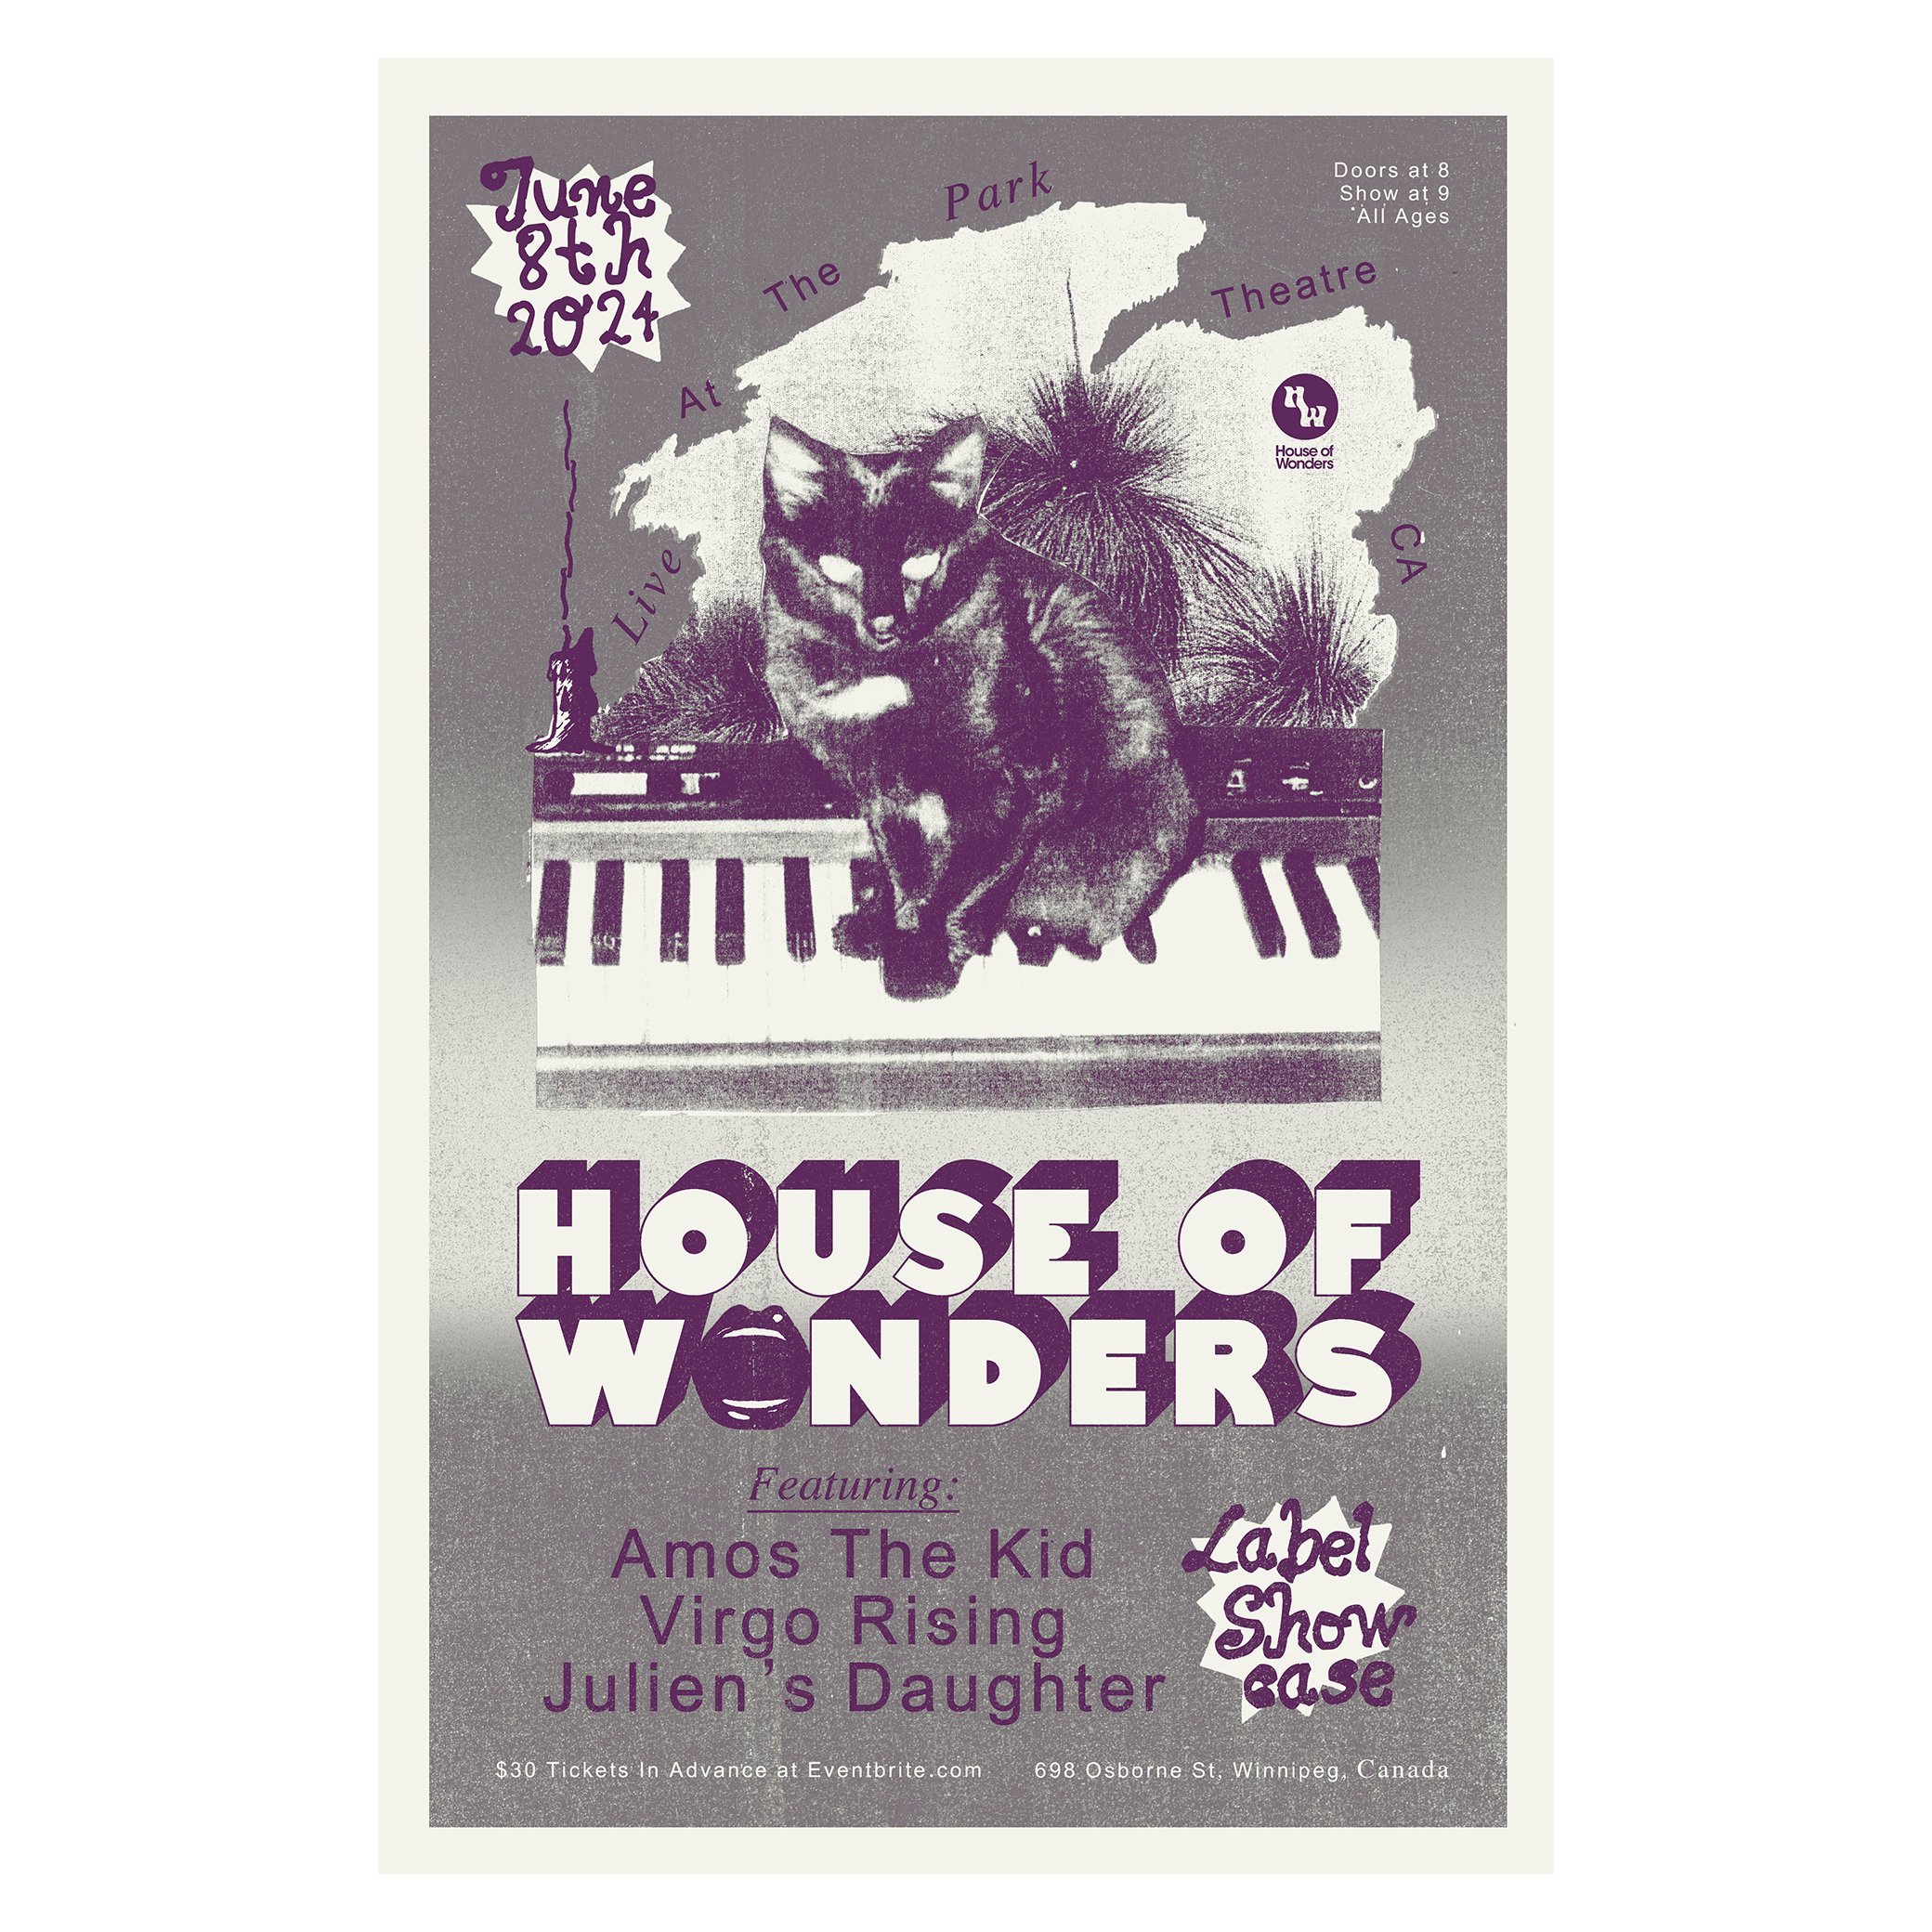 June
8th
2024
Doors at 8
Show at 9
All Ages
Live At The Park Theatre CA
HW
House of
Wonders
HOUSE OF
WONDERS
Featuring:
Amos The Kid
Virgo Rising
Julien's Daughter
Label
Show
case
$30 Tickets In Advance at Eventbrite.com
698 Osborne St, Winnipeg, Canada